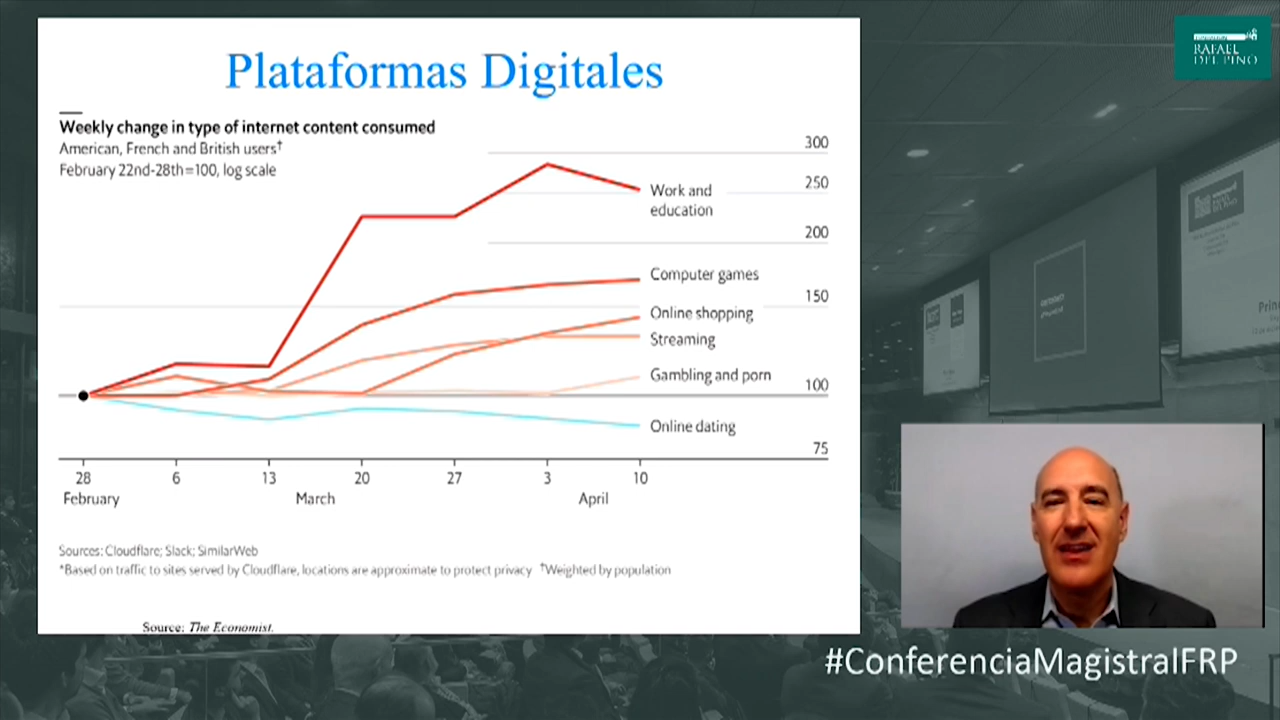 Plataformas Digitales
Weekly change in type of internet content consumed
American, French and British users†
February 22nd-28th=100, log scale
300
250
200
150
100
75
Work and
education
Computer games
Online shopping
Streaming
Gambling and porn
Online dating
28
6
13
20
27
3
10
February
March
April
Sources: Cloudflare; Slack; SimilarWeb
*Based on traffic to sites served by Cloudflare, locations are approximate to protect privacy †Weighted by population
Source: The Economist.
RAFAEL
DEL PINO
#ConferenciaMagistralFRP